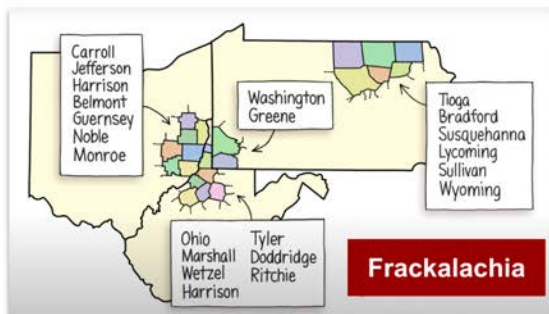 Carroll
Jefferson
Harrison
Belmont
Guernsey
Noble
Monroe
Washington
Greene
Tioga
Bradford
Susquehanna
Lycoming
Sullivan
Wyoming
Ohio
Marshall
Wetzel
Harrison
Tyler
Doddridge
Ritchie
Frackalachia